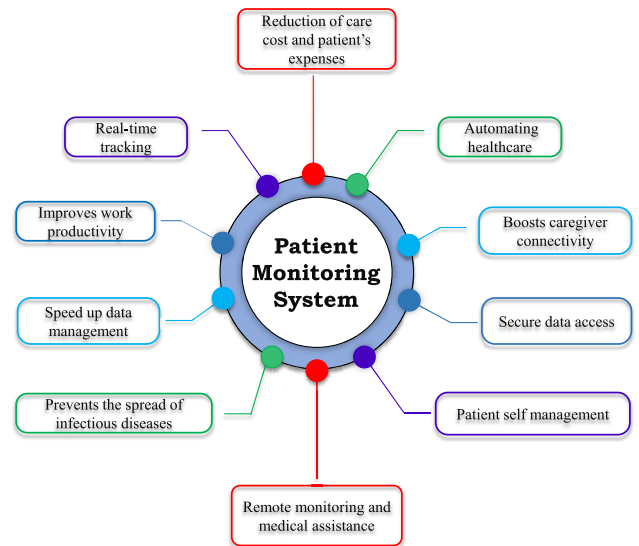 Reduction of care
cost and patient's
expenses
Real-time
tracking
Automating
healthcare
Improves work
productivity
Boosts caregiver
connectivity
Patient
Monitoring
System
Speed up data
management
Secure data access
Prevents the spread of
infectious diseases
Patient self management
Remote monitoring and
medical assistance